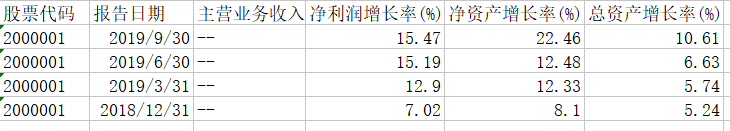 股票代码 报告日期 主营业务收入 净利润增长率(%) 净资产增长率(%) 总资产增长率(%)
2000001 2019/9/30 -- 15.47 22.46 10.61
2000001 2019/6/30 -- 15.19 12.48 6.63
2000001 2019/3/31 -- 12.9 12.33 5.74
2000001 2018/12/31 -- 7.02 8.1 5.24